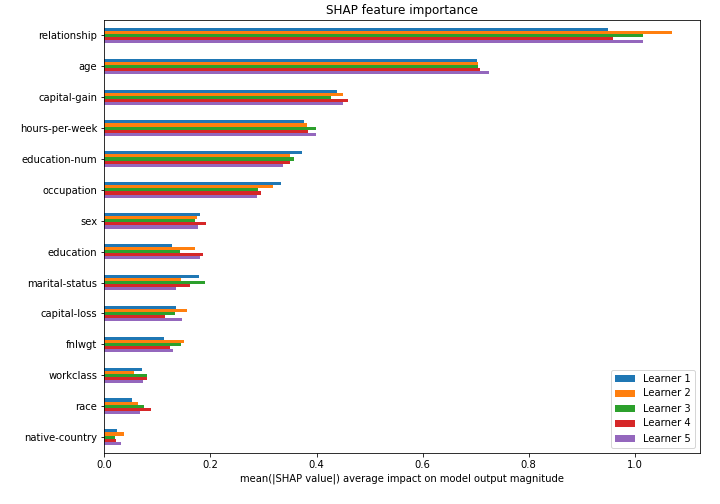 SHAP feature importance
relationship
age
capital-gain
hours-per-week
education-num
occupation
sex
education
marital-status
capital-loss
fnlwgt
workclass
race
native-country
Learner 1
Learner 2
Learner 3
Learner 4
Learner 5
0.0 0.2 0.4 0.6 0.8 1.0
mean(|SHAP value|) average impact on model output magnitude